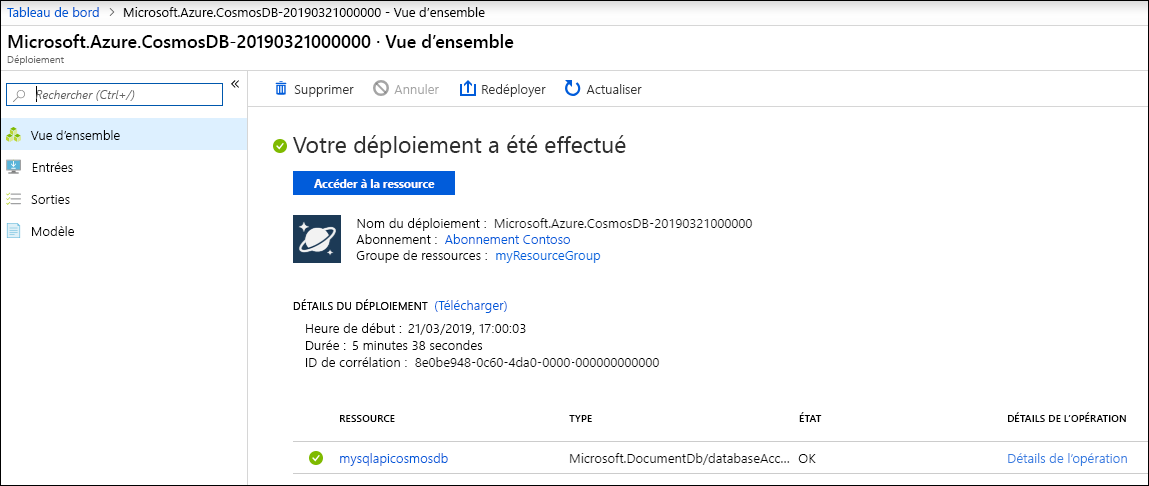 Tableau de bord > Microsoft.Azure.CosmosDB-20190321000000 - Vue d’ensemble
Microsoft.Azure.CosmosDB-20190321000000 · Vue d’ensemble
Déploiement
Rechercher (Ctrl+/)
«
Supprimer Annuler Redéployer Actualiser
Vue d’ensemble
Entrées
Sorties
Modèle
Votre déploiement a été effectué
Accéder à la ressource
Nom du déploiement : Microsoft.Azure.CosmosDB-20190321000000
Abonnement : Abonnement Contoso
Groupe de ressources : myResourceGroup
DÉTAILS DU DÉPLOIEMENT (Télécharger)
Heure de début : 21/03/2019, 17:00:03
Durée : 5 minutes 38 secondes
ID de corrélation : 8e0be948-0c60-4da0-0000-000000000000
RESSOURCE TYPE ÉTAT DÉTAILS DE L’OPÉRATION
mysqlapicosmosdb Microsoft.DocumentDb/databaseAcc... OK Détails de l’opération